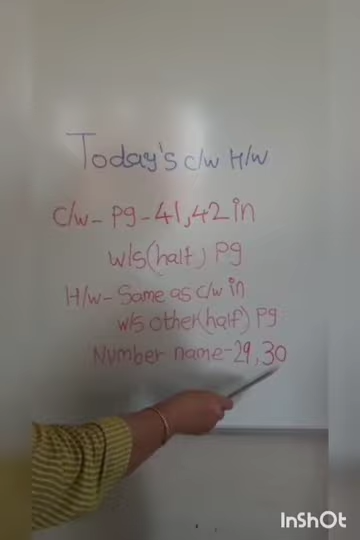 Today's c/w H/w
C/w- Pg-41,42 in
w/s(half) Pg
H/w- Same as c/w in
w/s other(half) Pg
Number name-29,30
InShOt